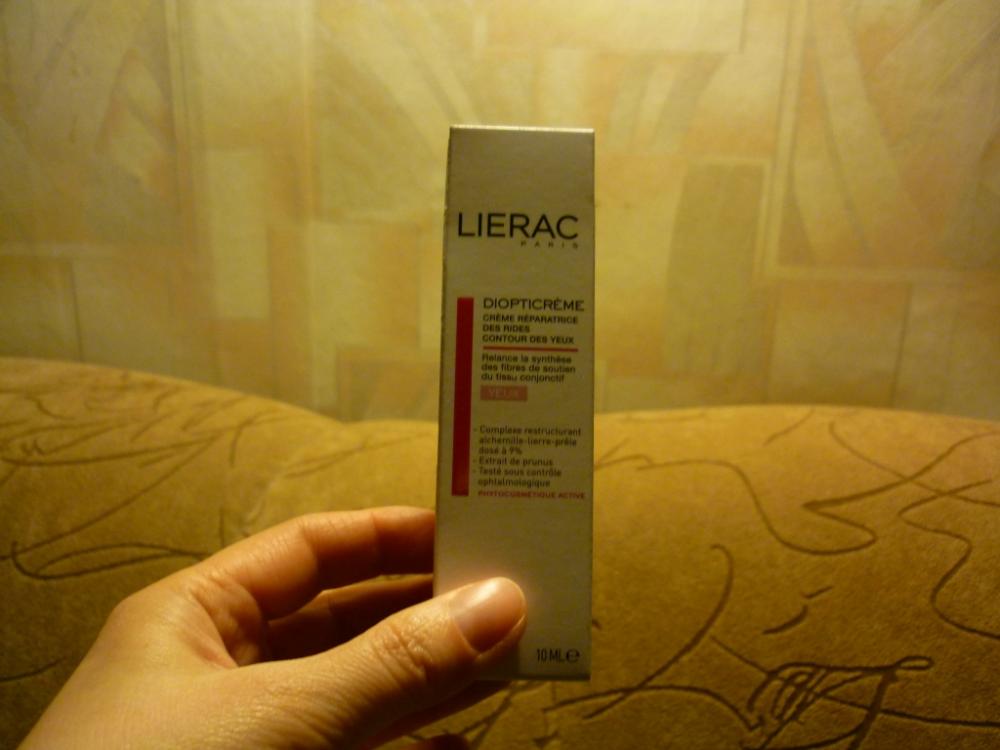 LIERAC
PARIS
DIOPTICRÈME
CRÈME RÉPARATRICE
DES RIDES
CONTOUR DES YEUX
Relance la synthèse
des fibres de soutien
du tissu conjonctif
YEUX
- Complexe restructurant
alchemille-lierre-prêle
dosé à 9%
- Extrait de prunus
- Testé sous contrôle
ophtalmologique
PHYTOCOSMÉTIQUE ACTIVE
10 ML℮